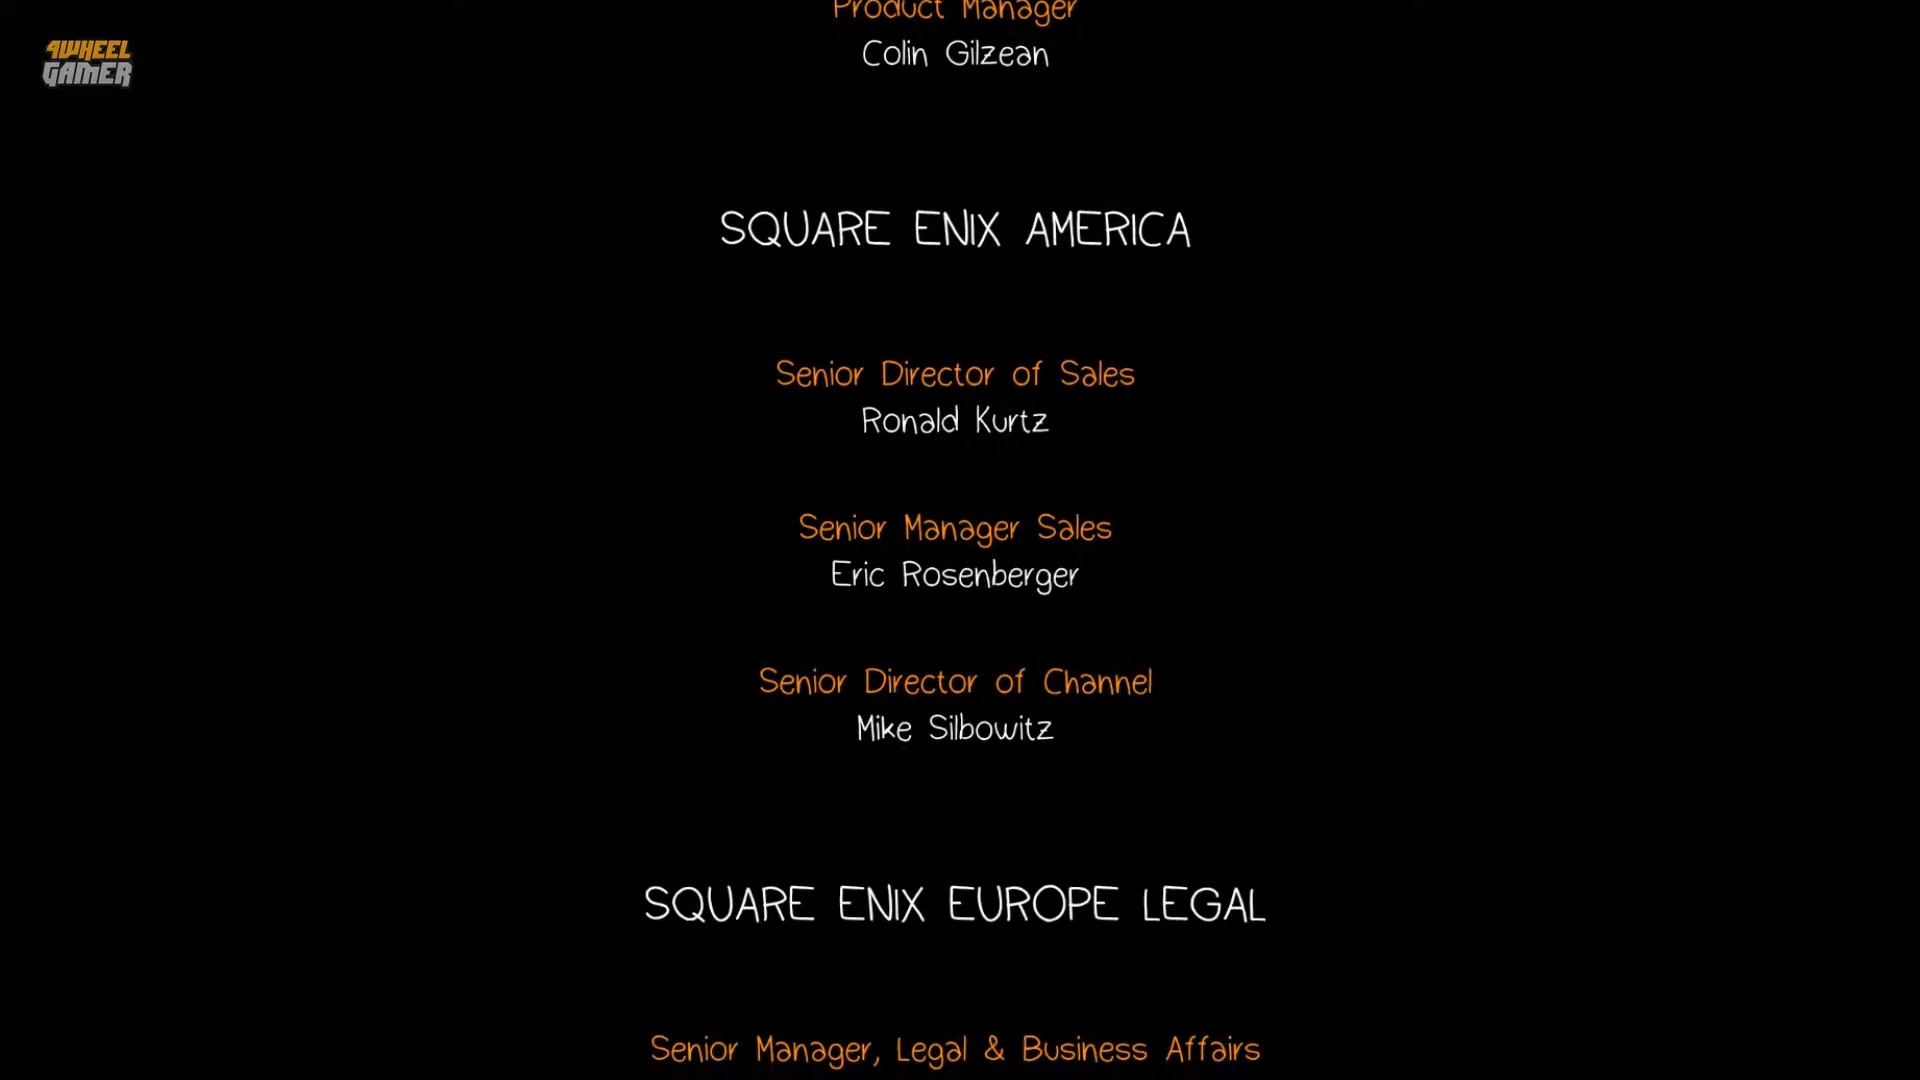 4WHEEL
GAMER
Product Manager
Colin Gilzean
SQUARE ENIX AMERICA
Senior Director of Sales
Ronald Kurtz
Senior Manager Sales
Eric Rosenberger
Senior Director of Channel
Mike Silbowitz
SQUARE ENIX EUROPE LEGAL
Senior Manager, Legal & Business Affairs